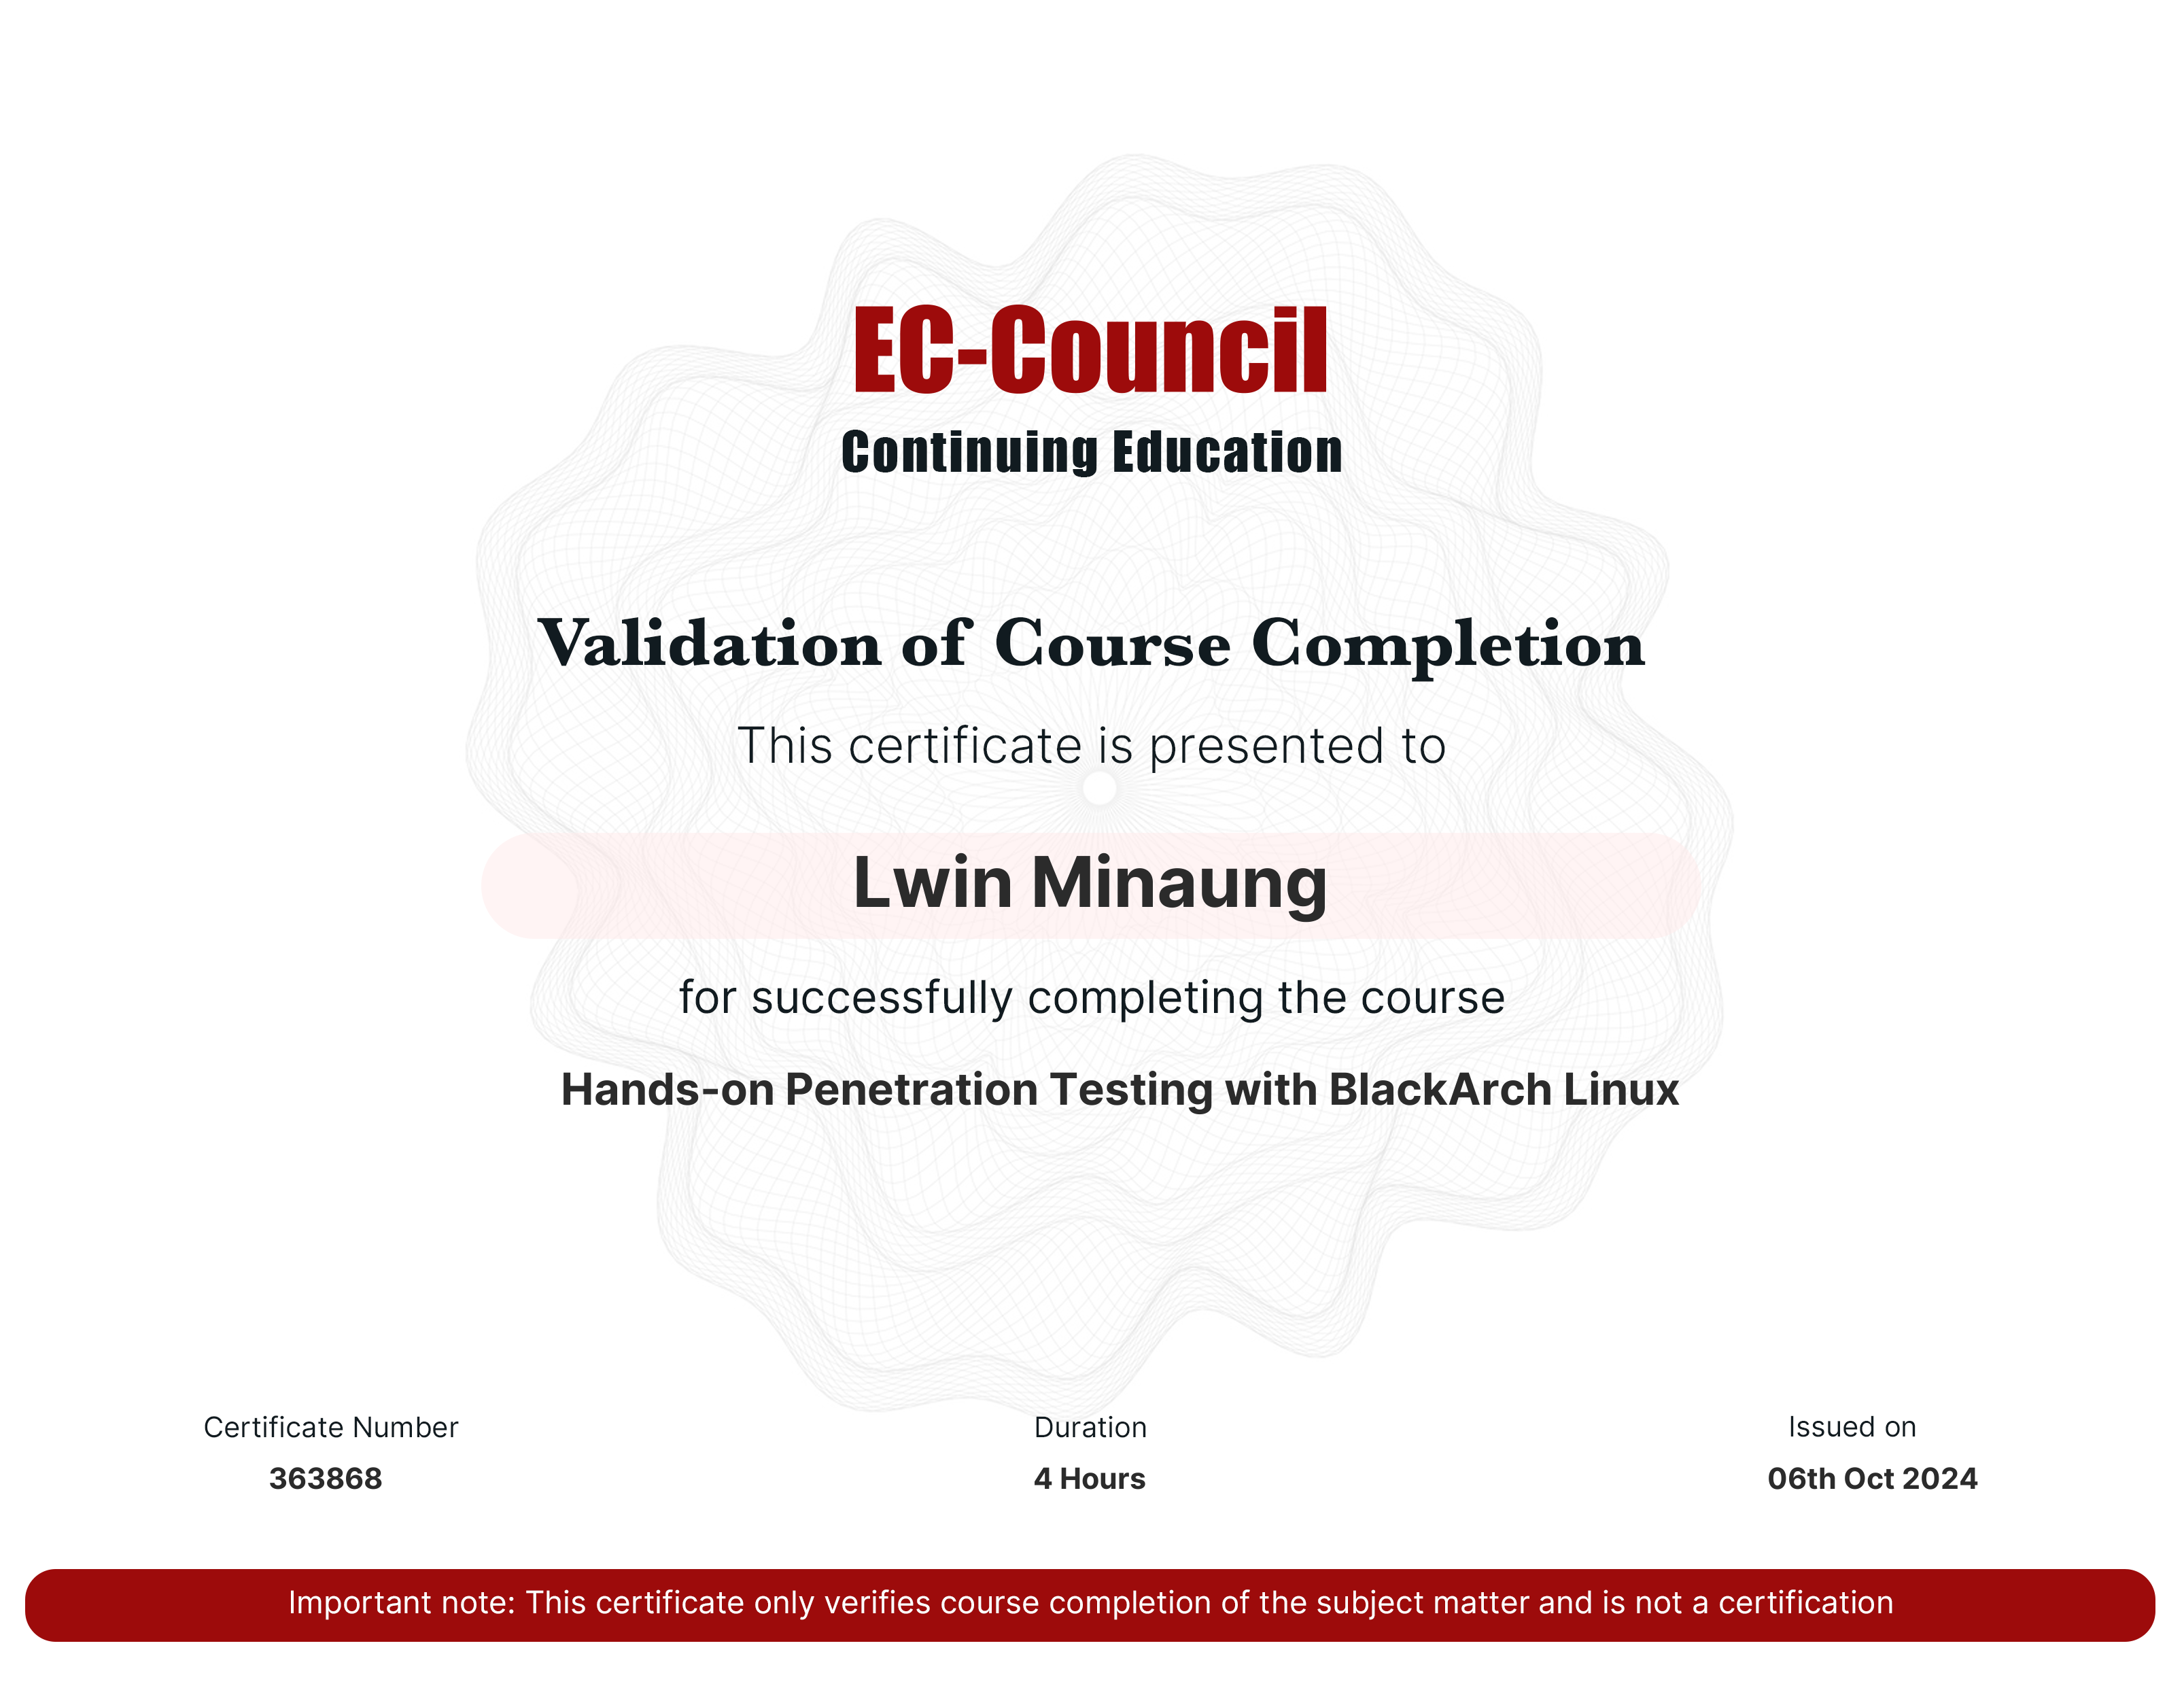 EC-Council
Continuing Education
Validation of Course Completion
This certificate is presented to
Lwin Minaung
for successfully completing the course
Hands-on Penetration Testing with BlackArch Linux
Certificate Number
363868
Duration
4 Hours
Issued on
06th Oct 2024
Important note: This certificate only verifies course completion of the subject matter and is not a certification